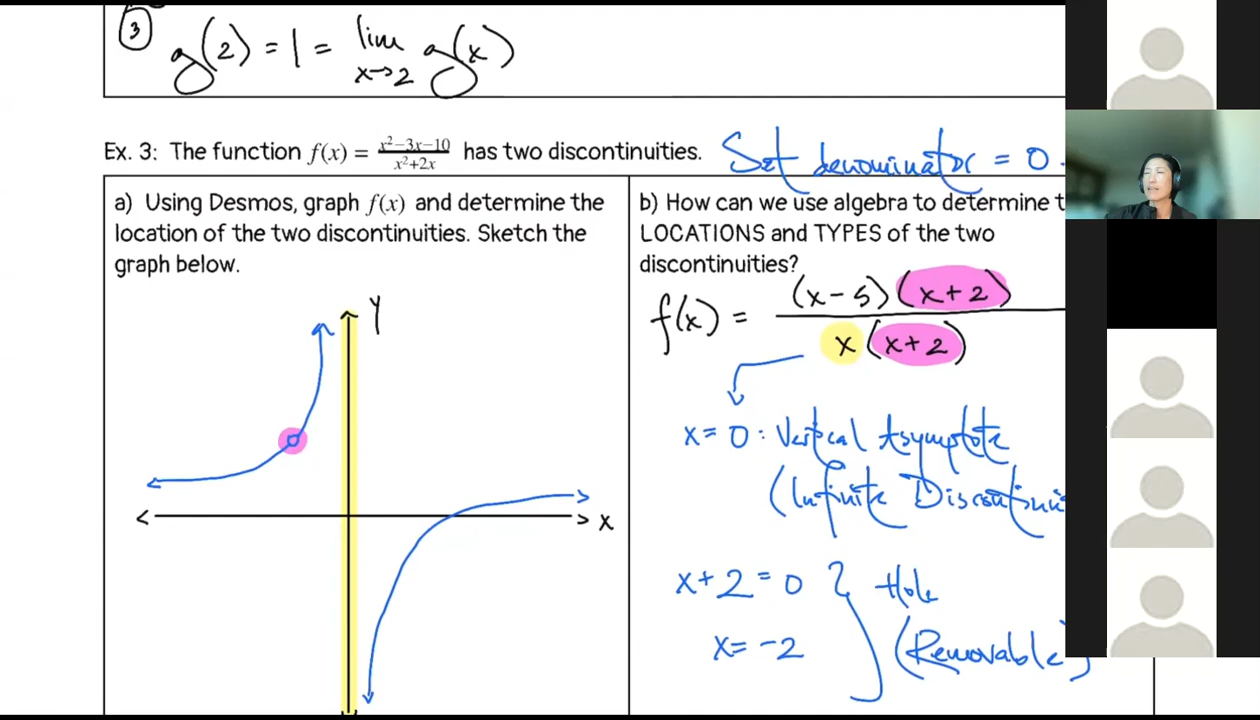 ③ g(2) = 1 = lim x→2 g(x)
Ex. 3: The function f(x) = x²−3x−10 / x²+2x has two discontinuities. Set denominator = 0.
a) Using Desmos, graph f(x) and determine the
location of the two discontinuities. Sketch the
graph below.
Y
X
b) How can we use algebra to determine t
LOCATIONS and TYPES of the two
discontinuities?
f(x) = (x-5)(x+2) / x(x+2)
x = 0 : Vertical Asymptote
(Infinite Discontinui
x+2 = 0 } Hole
x = -2 (Removable)